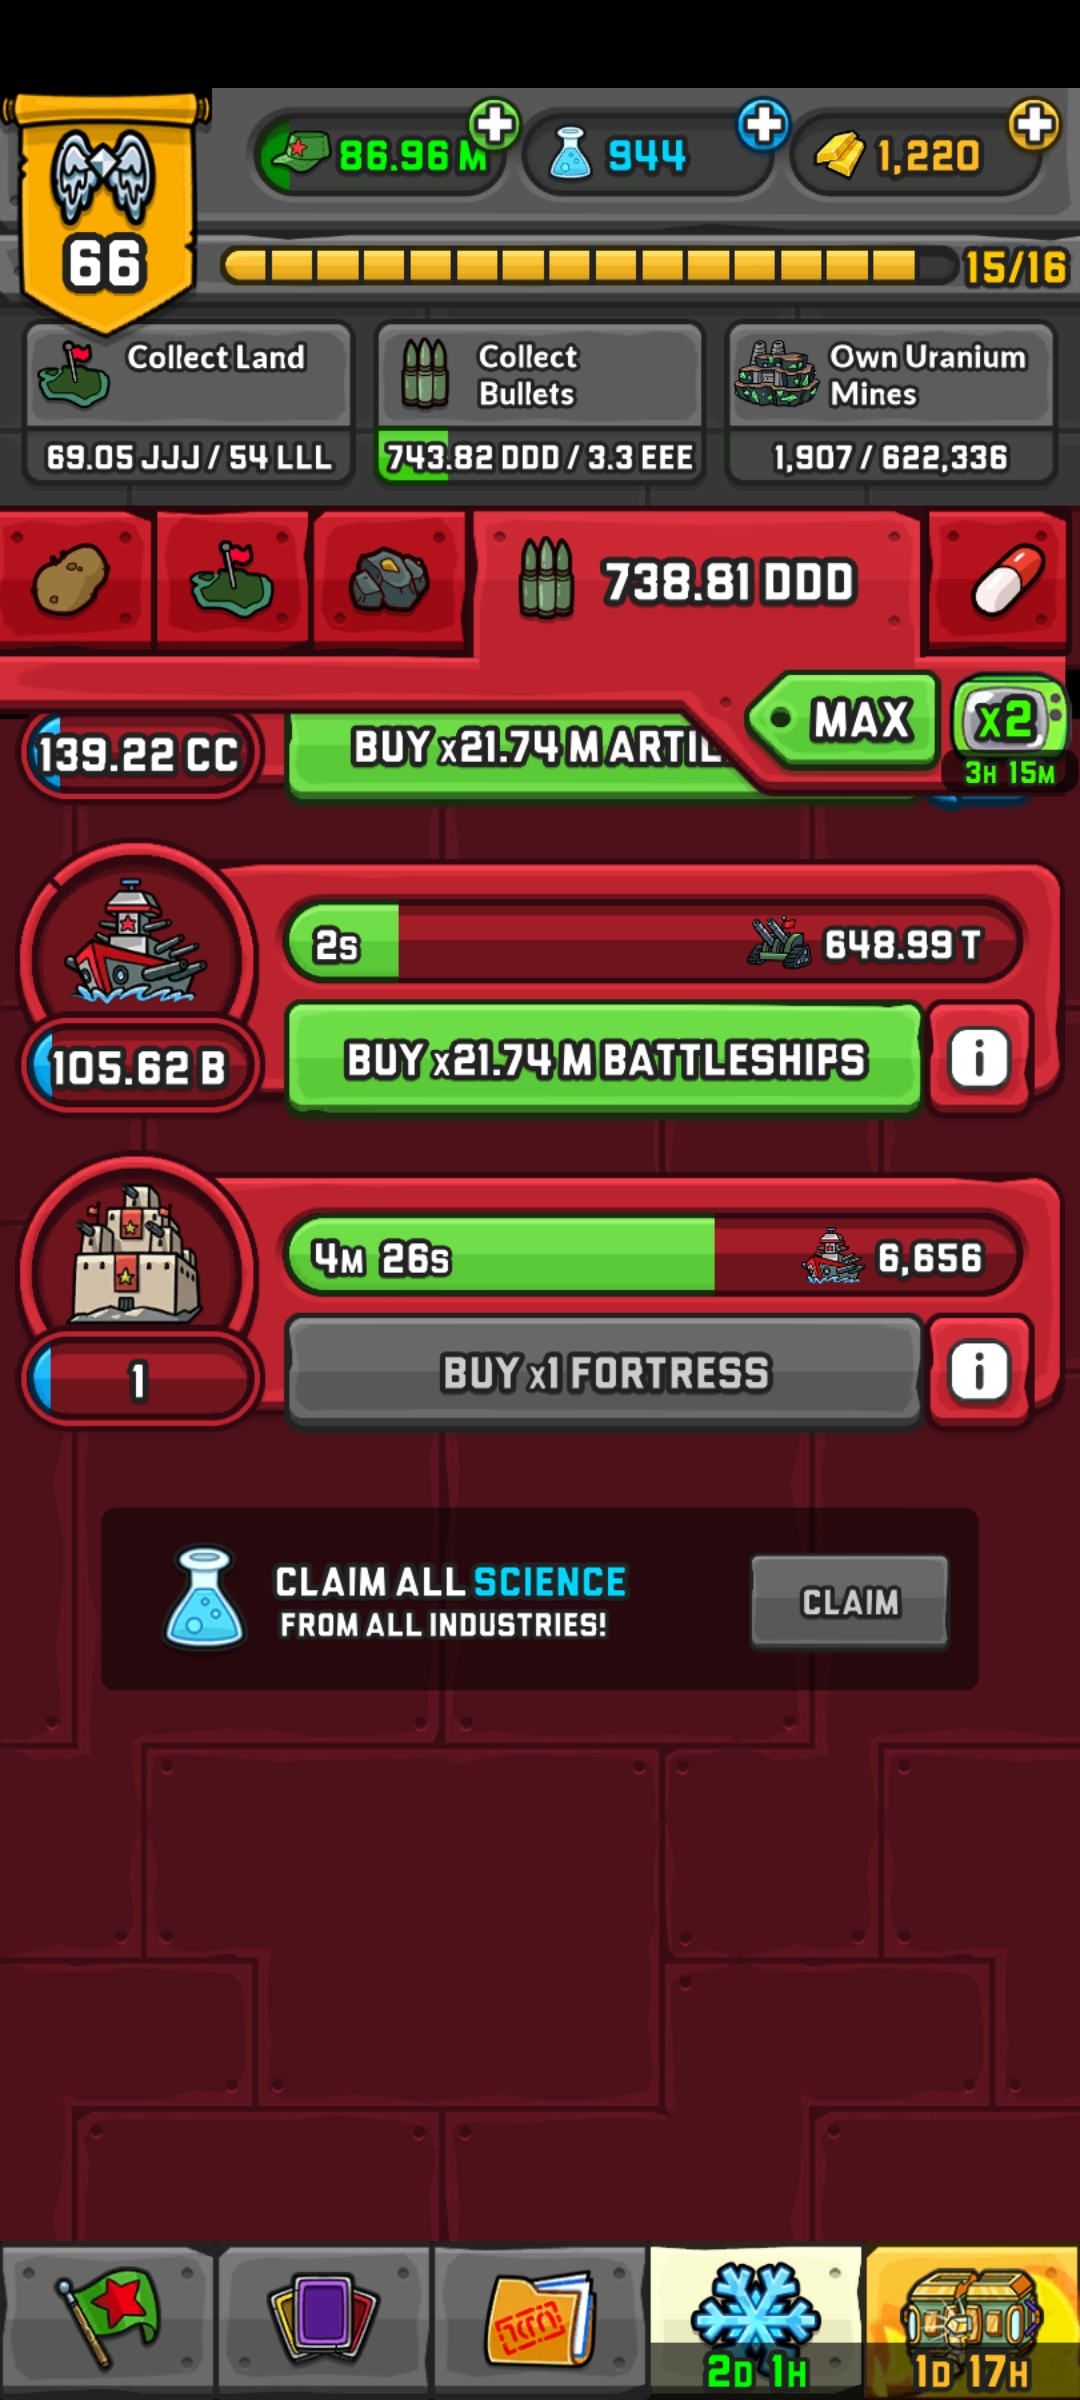 86.96 M
944
1,220
66
15/16
Collect Land
69.05 JJJ / 54 LLL
Collect
Bullets
743.82 DDD / 3.3 EEE
Own Uranium
Mines
1,907 / 622,336
738.81 DDD
MAX
x2
3H 15M
139.22 CC
BUY x21.74 M ARTIL
2s
648.99 T
105.62 B
BUY x21.74 M BATTLESHIPS
i
4M 26s
6,656
1
BUY x1 FORTRESS
i
CLAIM ALL SCIENCE
FROM ALL INDUSTRIES!
CLAIM
2D 1H
1D 17H